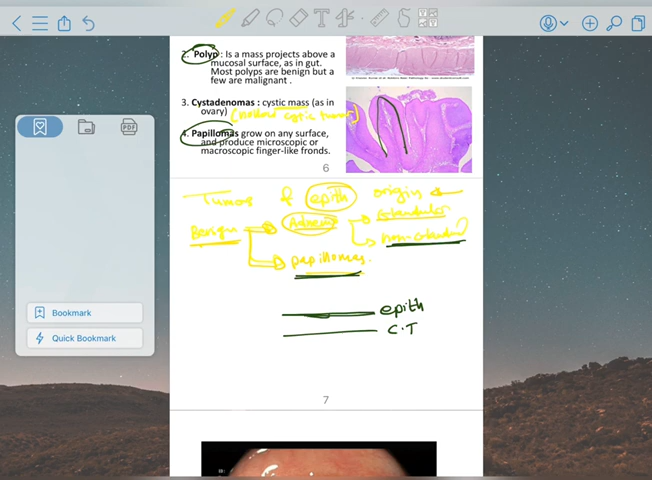 2. Polyp : Is a mass projects above a
mucosal surface, as in gut.
Most polyps are benign but a
few are malignant .
3. Cystadenomas : cystic mass (as in
ovary)
(hollow cystic tumor)
4. Papillomas grow on any surface,
and produce microscopic or
macroscopic finger-like fronds.
6
Tumors of epith origin
Benign
Adenoma
Glandular
non-glandular
papillomas.
epith
C.T
7
Bookmark
Quick Bookmark
PDF